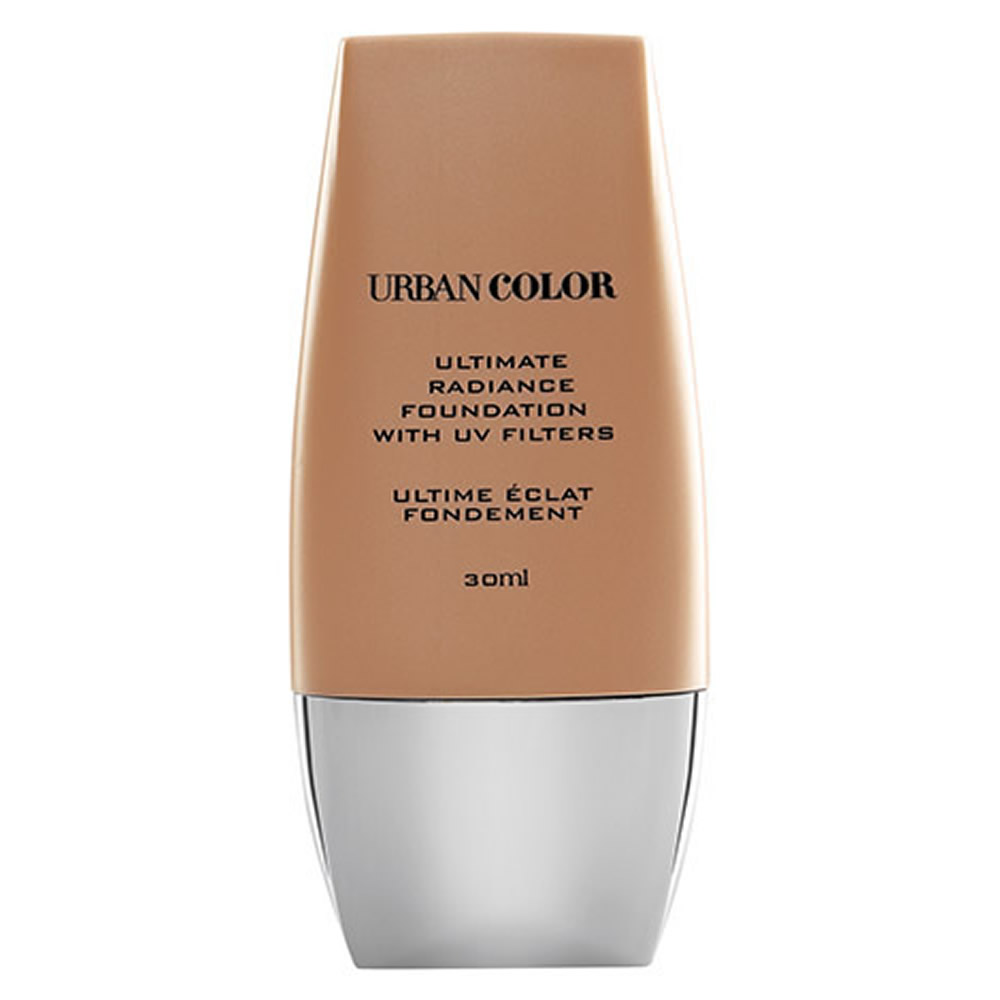 URBAN COLOR
ULTIMATE
RADIANCE
FOUNDATION
WITH UV FILTERS
ULTIME ÉCLAT
FONDEMENT
30ml